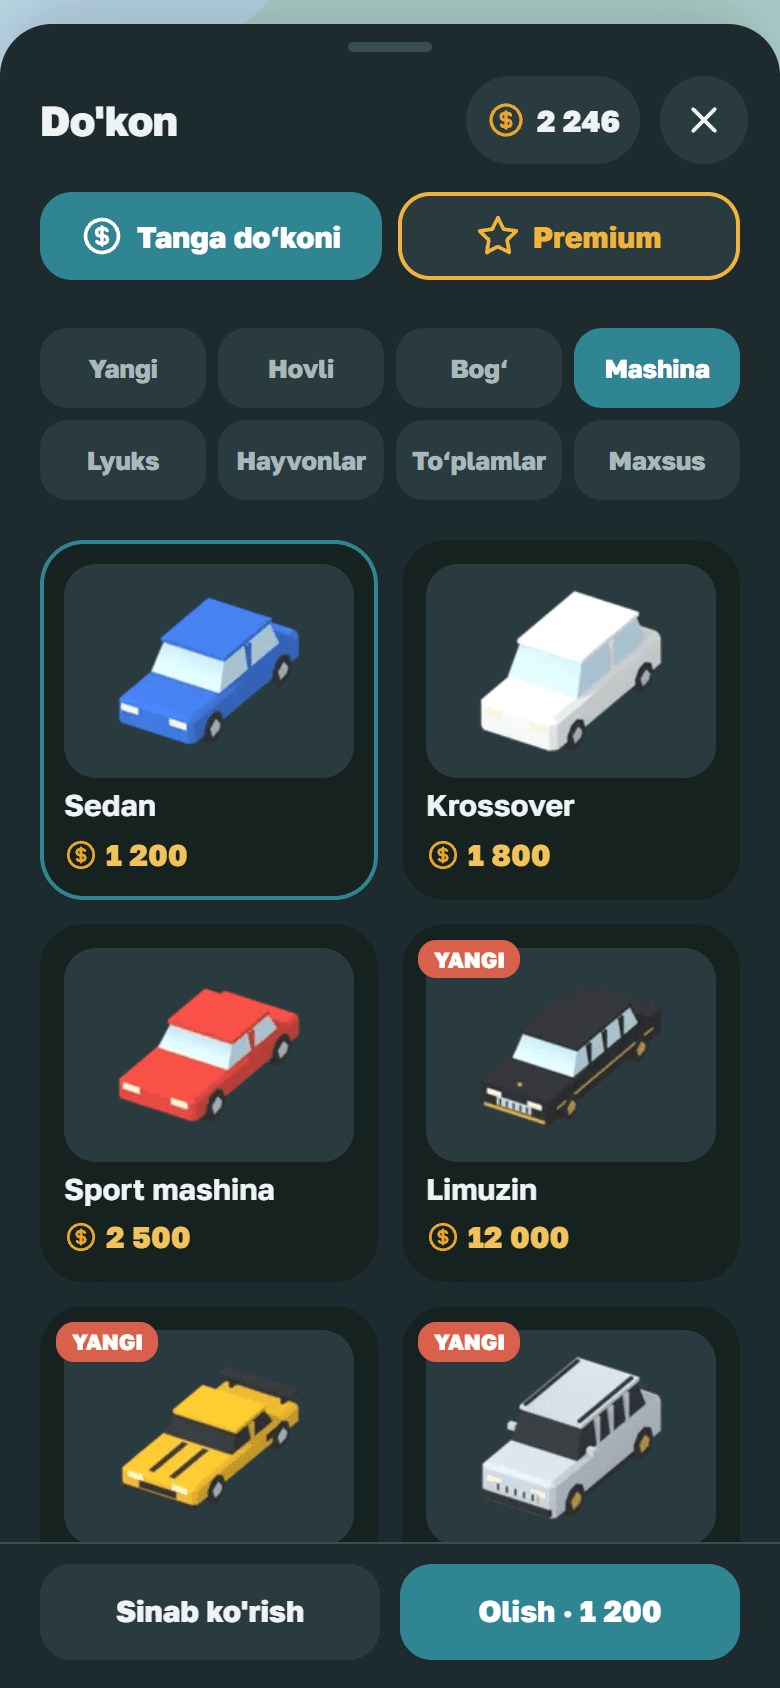 Do'kon
2 246
Tanga do‘koni
Premium
Yangi
Hovli
Bog‘
Mashina
Lyuks
Hayvonlar
To‘plamlar
Maxsus
Sedan
1 200
Krossover
1 800
Sport mashina
2 500
YANGI
Limuzin
12 000
YANGI
YANGI
Sinab ko'rish
Olish · 1 200